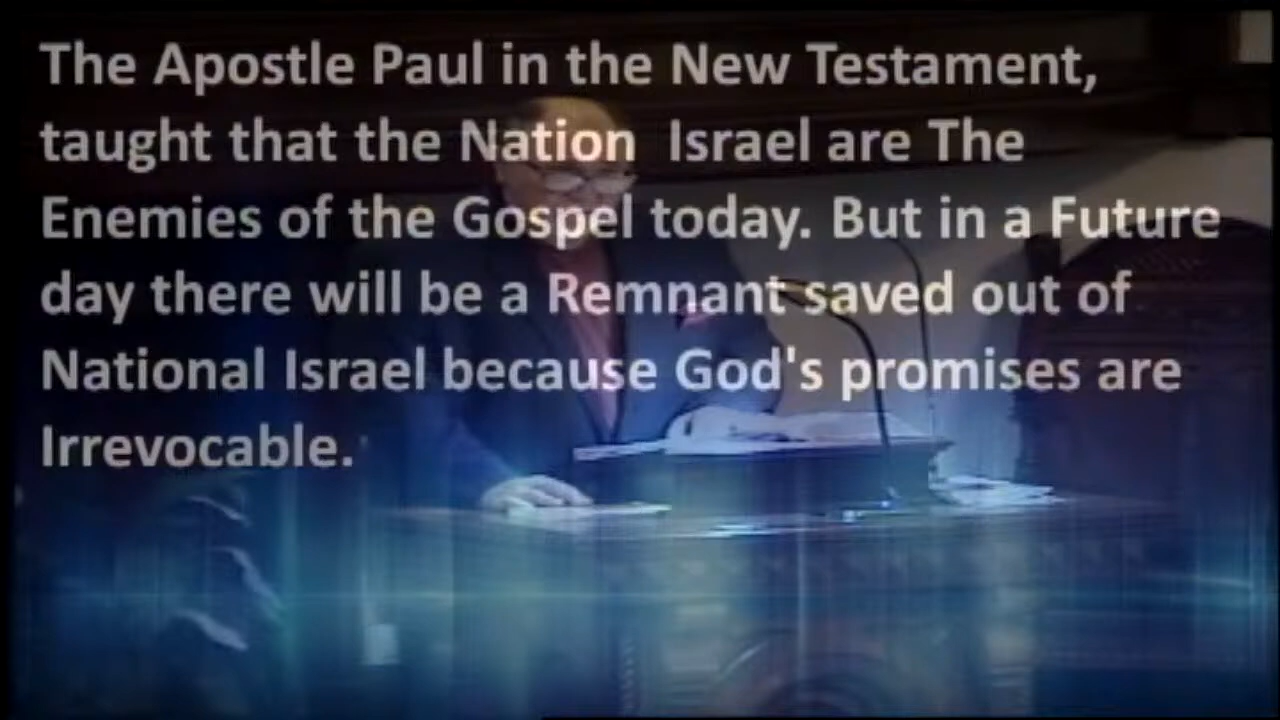 The Apostle Paul in the New Testament,
taught that the Nation  Israel are The
Enemies of the Gospel today. But in a Future
day there will be a Remnant saved out of
National Israel because God's promises are
Irrevocable.